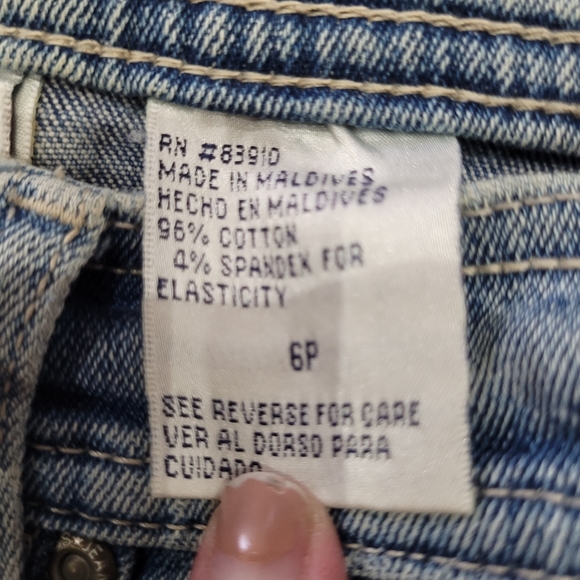 RN #83910
MADE IN MALDIVES
HECHO EN MALDIVES
96% COTTON
4% SPANDEX FOR
ELASTICITY
6P
SEE REVERSE FOR CARE
VER AL DORSO PARA
CUIDADO